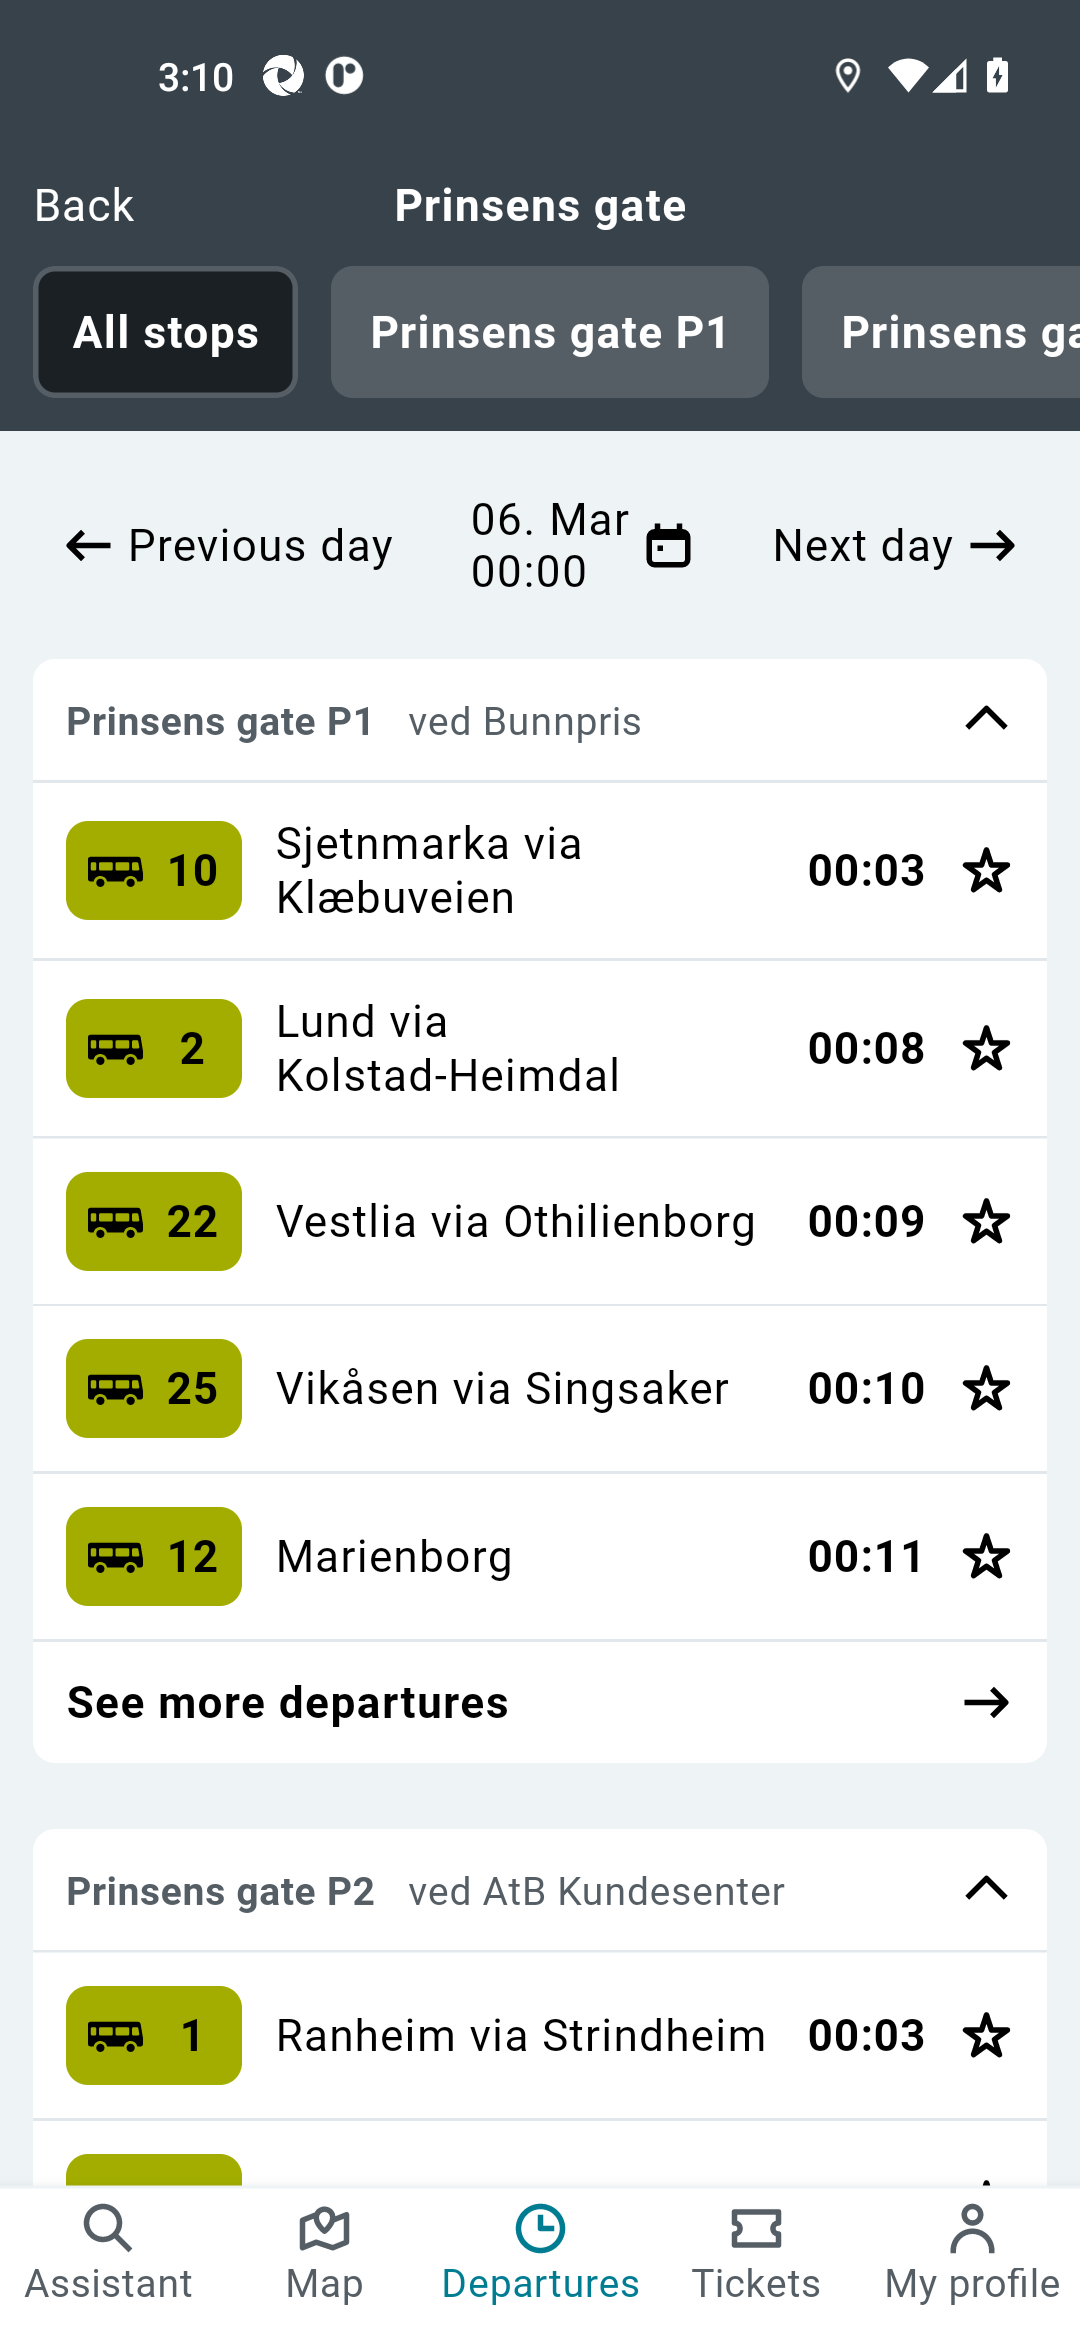 3:10
Back
Prinsens gate
All stops
Prinsens gate P1
Prinsens ga
Previous day
06. Mar
00:00
Next day
Prinsens gate P1 ved Bunnpris
10 Sjetnmarka via
Klæbuveien 00:03
2 Lund via
Kolstad-Heimdal 00:08
22 Vestlia via Othilienborg 00:09
25 Vikåsen via Singsaker 00:10
12 Marienborg 00:11
See more departures
Prinsens gate P2 ved AtB Kundesenter
1 Ranheim via Strindheim 00:03
Assistant
Map
Departures
Tickets
My profile